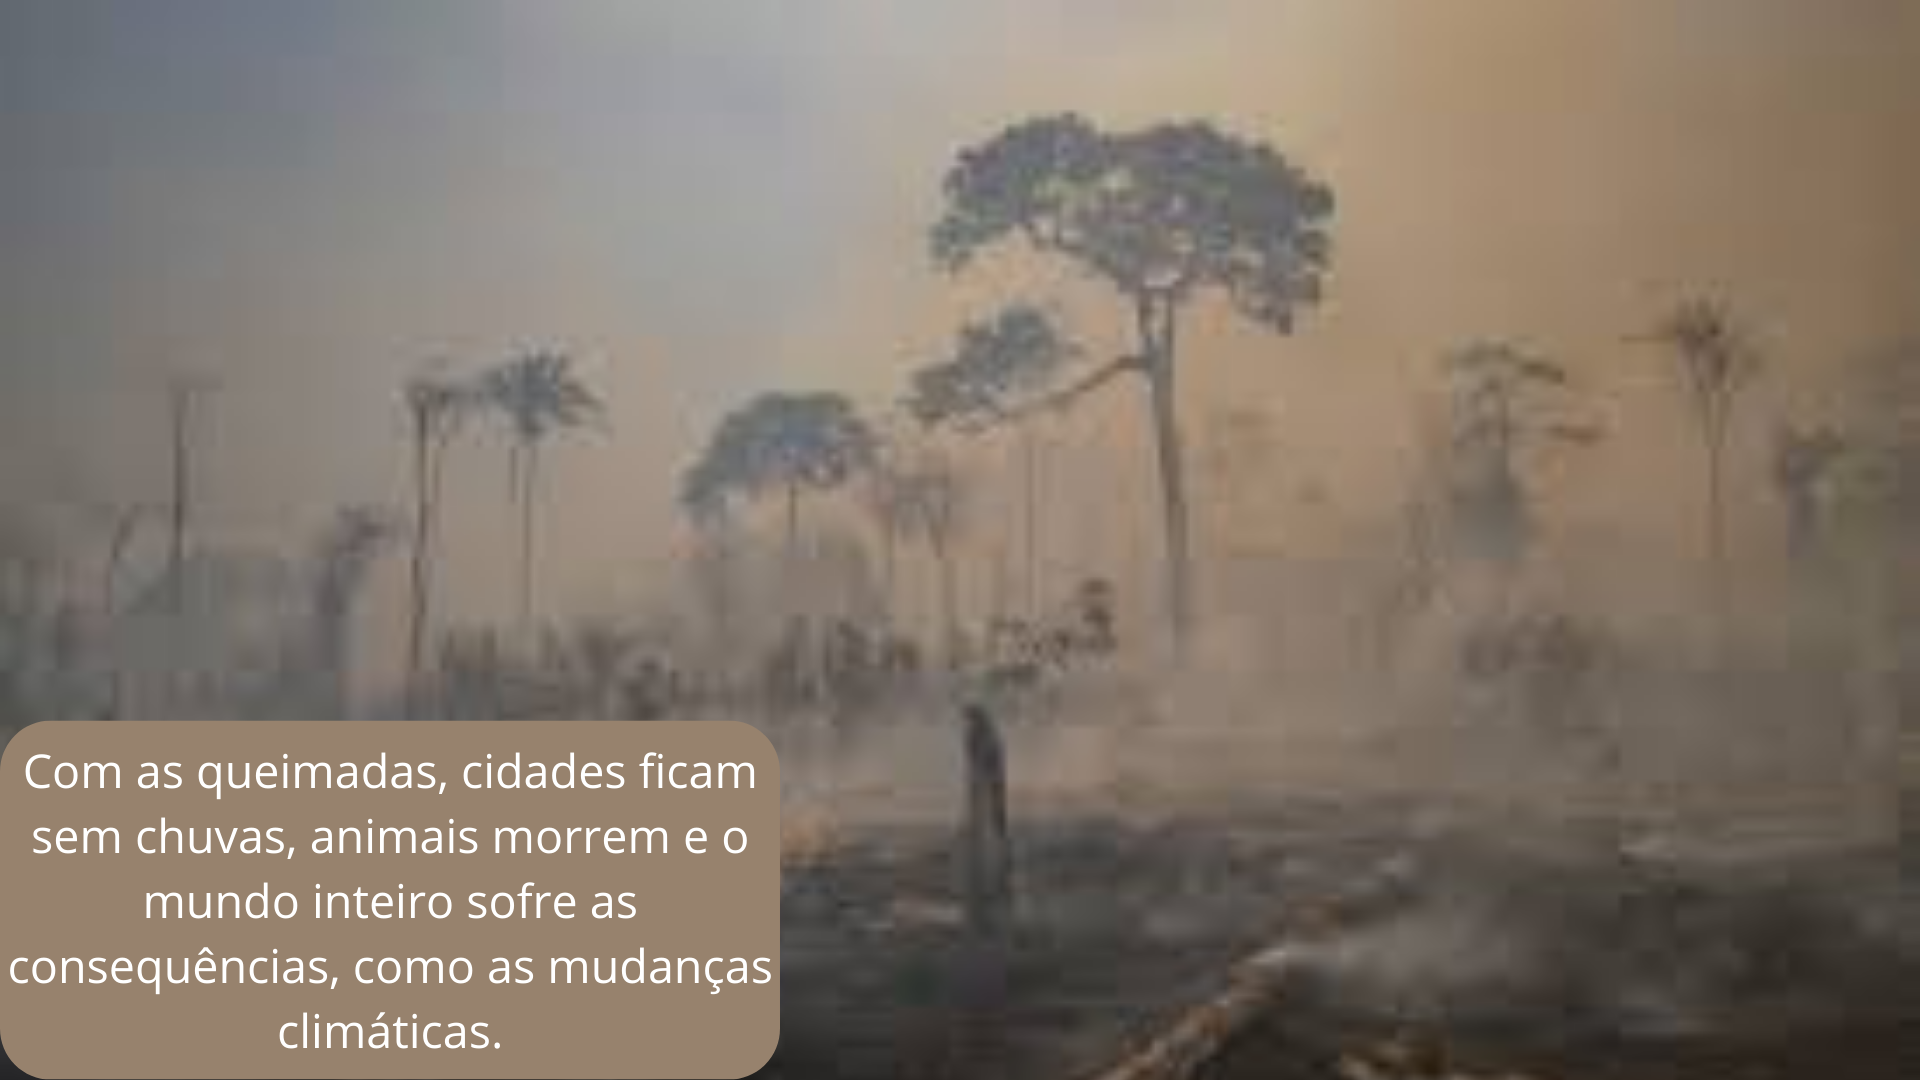 Com as queimadas, cidades ficam
sem chuvas, animais morrem e o
mundo inteiro sofre as
consequências, como as mudanças
climáticas.